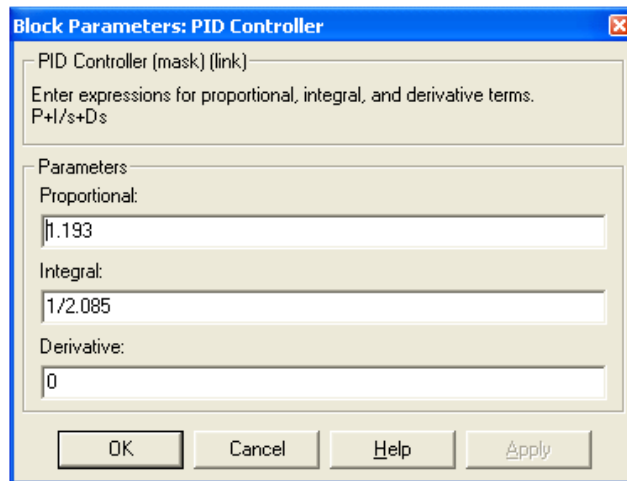 Block Parameters: PID Controller
PID Controller (mask) (link)
Enter expressions for proportional, integral, and derivative terms.
P+I/s+Ds
Parameters
Proportional:
1.193
Integral:
1/2.085
Derivative:
0
OK Cancel Help Apply